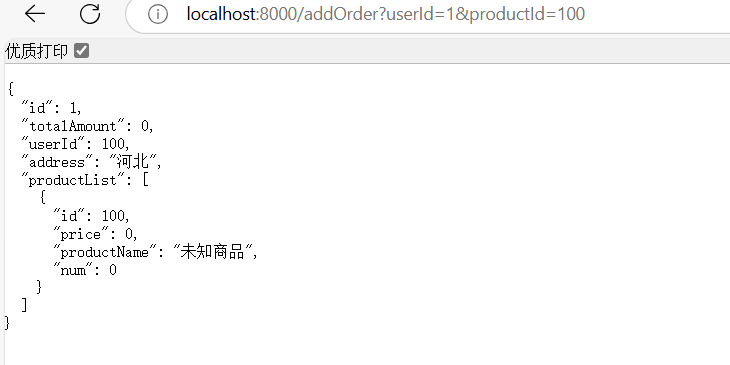 localhost:8000/addOrder?userId=1&productId=100
优质打印
{
  "id": 1,
  "totalAmount": 0,
  "userId": 100,
  "address": "河北",
  "productList": [
    {
      "id": 100,
      "price": 0,
      "productName": "未知商品",
      "num": 0
    }
  ]
}